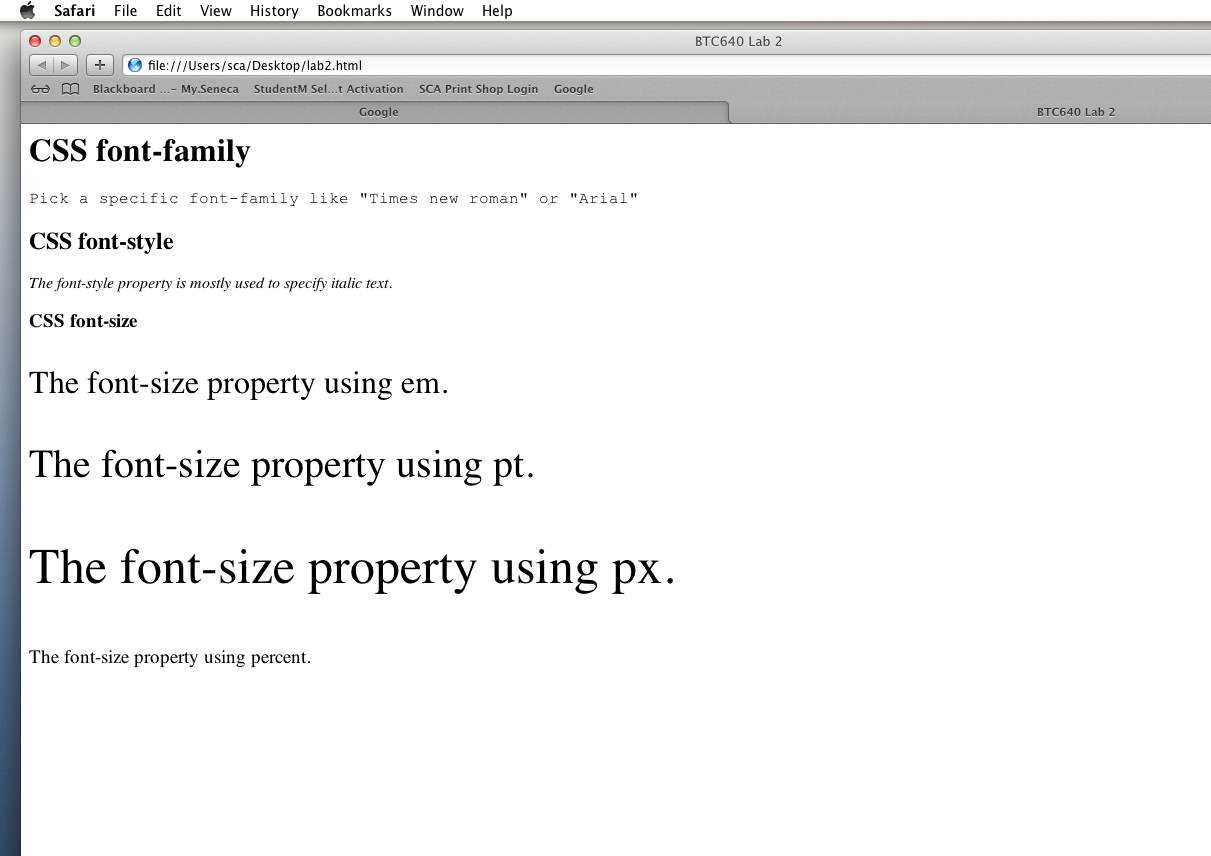 Safari File Edit View History Bookmarks Window Help
BTC640 Lab 2
file:///Users/sca/Desktop/lab2.html
Blackboard ...- My.Seneca StudentM Sel...t Activation SCA Print Shop Login Google
Google BTC640 Lab 2
CSS font-family
Pick a specific font-family like "Times new roman" or "Arial"
CSS font-style
The font-style property is mostly used to specify italic text.
CSS font-size
The font-size property using em.
The font-size property using pt.
The font-size property using px.
The font-size property using percent.